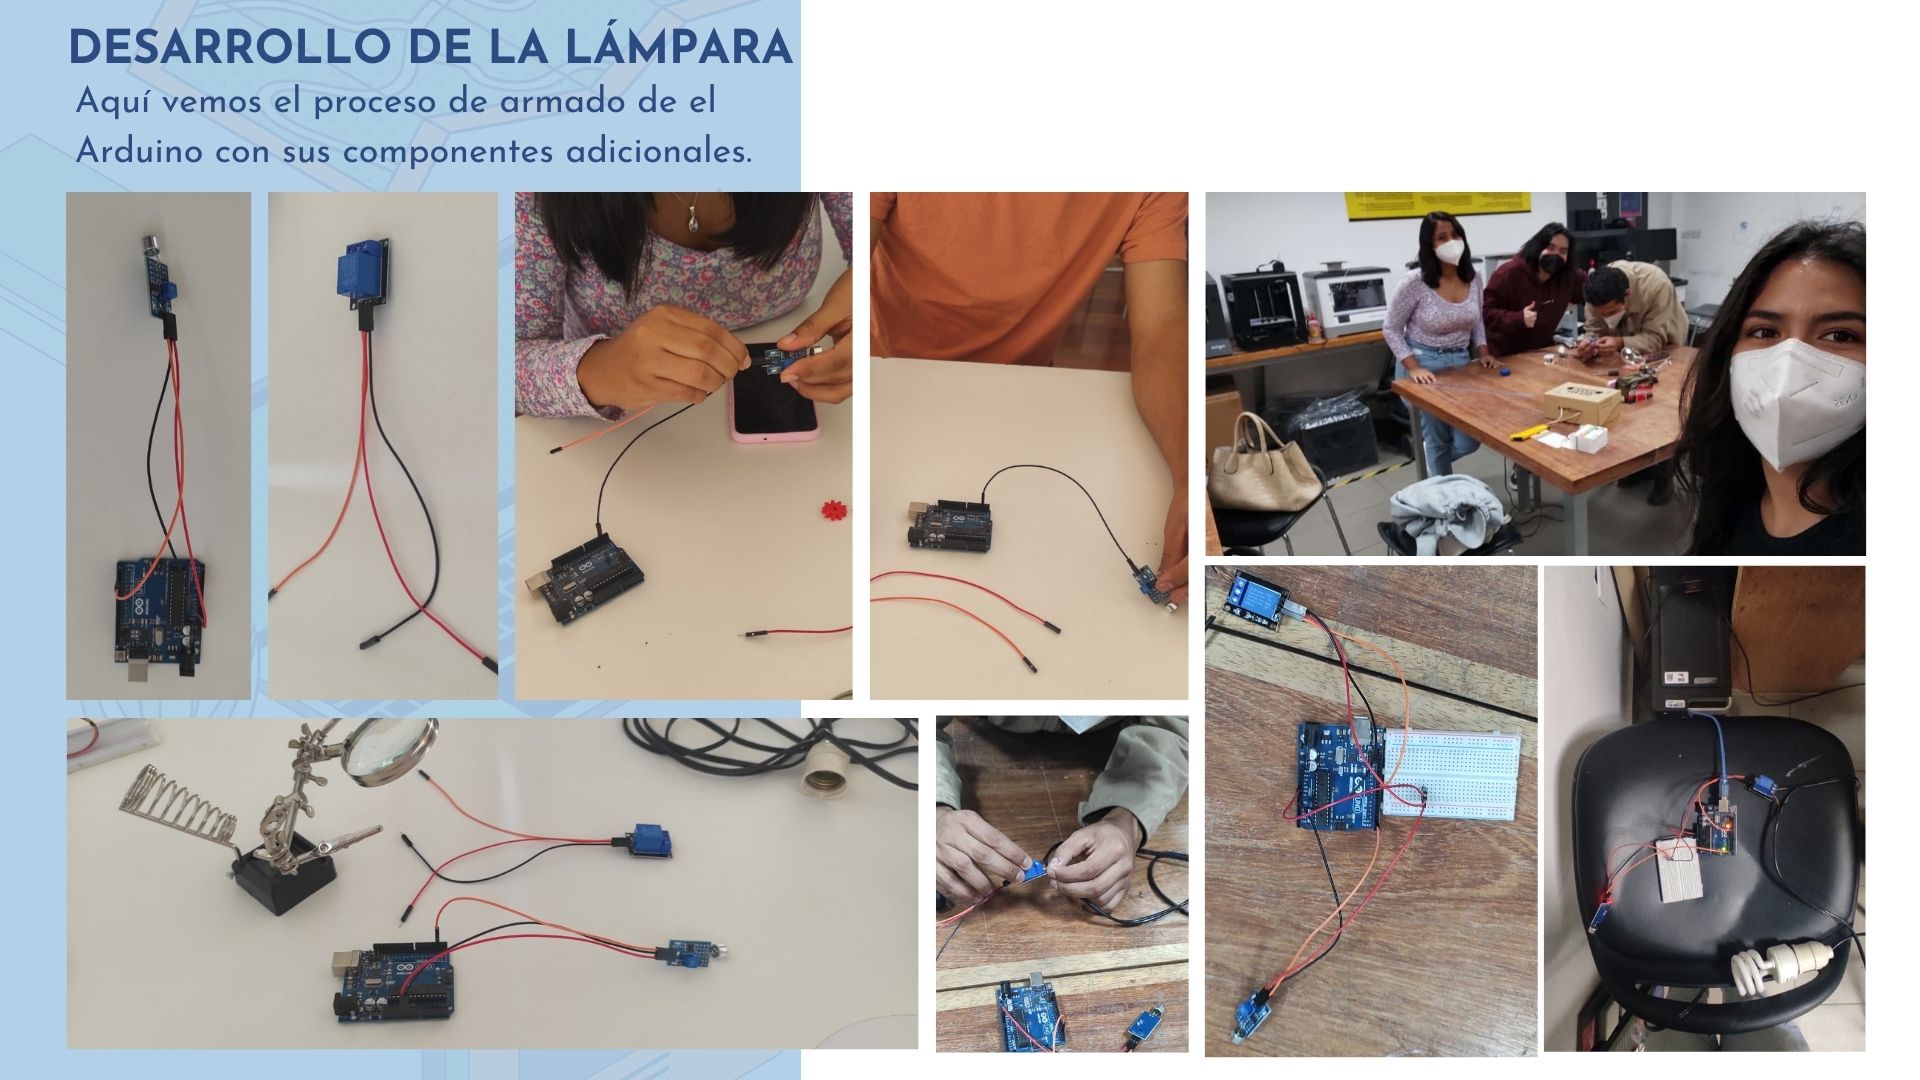 DESARROLLO DE LA LÁMPARA
Aquí vemos el proceso de armado de el
Arduino con sus componentes adicionales.